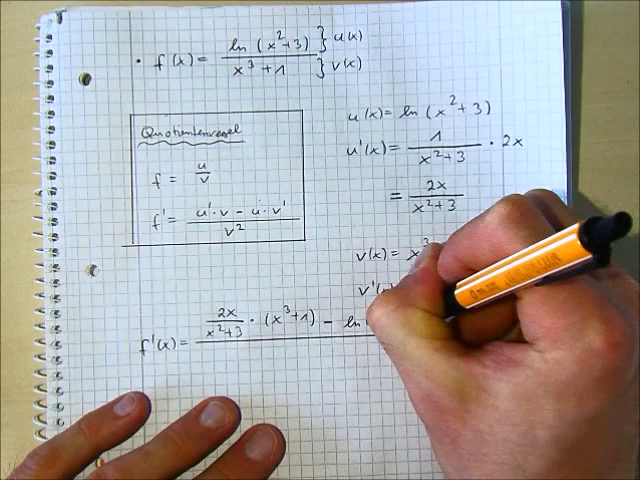 • f(x) = ln (x²+3) / x³+1 } u(x) } v(x)
Quotientenregel
f = u/v
f' = u'·v - u·v' / v²
u(x) = ln (x²+3)
u'(x) = 1 / x²+3 · 2x
= 2x / x²+3
v(x) = x³
v'(x)
f'(x) = 2x / x²+3 · (x³+1) - ln